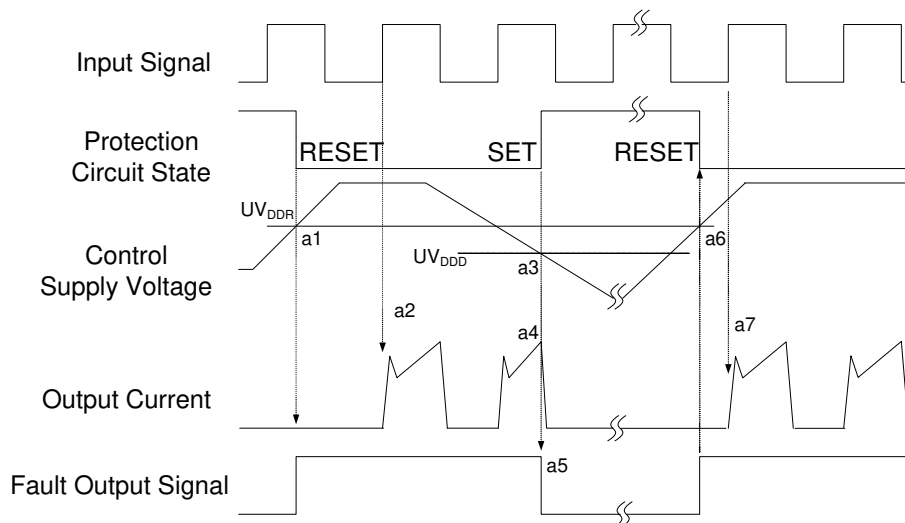 Input Signal
Protection
Circuit State
RESET
SET
RESET
UVDDR
a1
a6
Control
Supply Voltage
UVDDD
a3
a2
a4
a7
Output Current
a5
Fault Output Signal